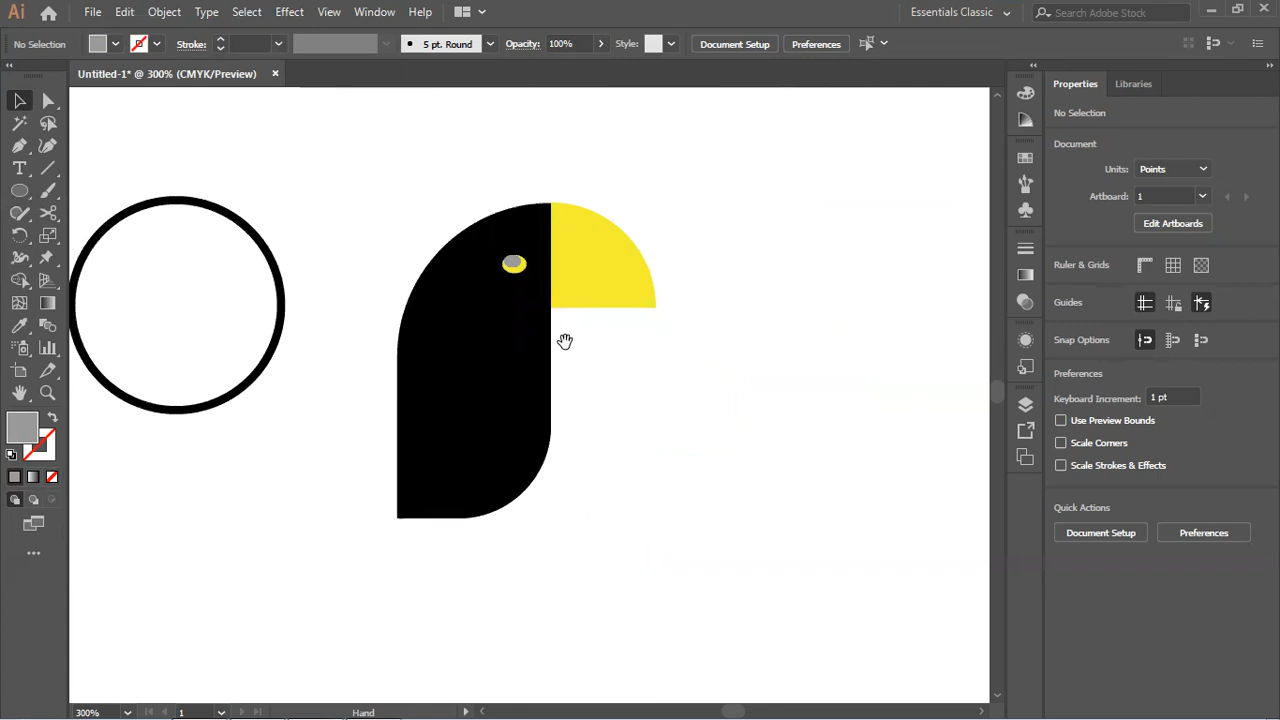 Ai File Edit Object Type Select Effect View Window Help Essentials Classic Search Adobe Stock
No Selection Stroke: 5 pt. Round Opacity: 100% Style: Document Setup Preferences
Untitled-1* @ 300% (CMYK/Preview)
Properties Libraries
No Selection
Document
Units: Points
Artboard: 1
Edit Artboards
Ruler & Grids
Guides
Snap Options
Preferences
Keyboard Increment: 1 pt
Use Preview Bounds
Scale Corners
Scale Strokes & Effects
Quick Actions
Document Setup Preferences
300% 1 Hand